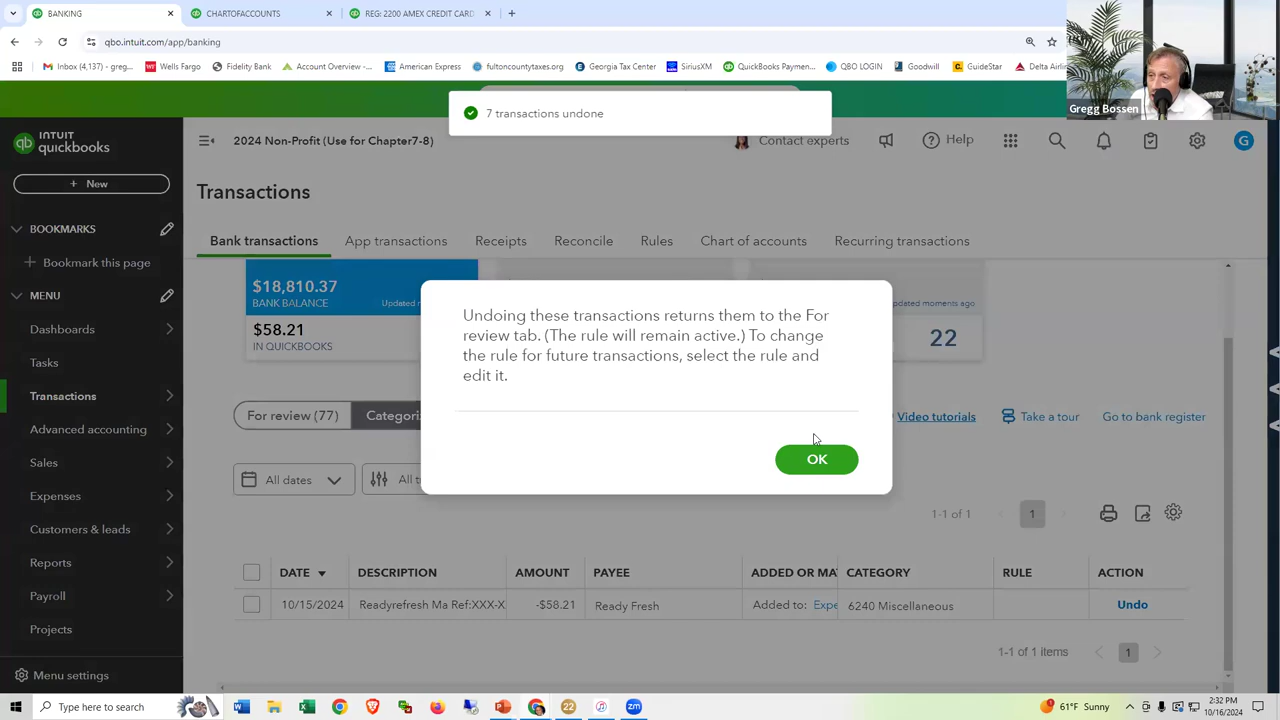 BANKING
CHARTOFACCOUNTS
REG: 2200 AMEX CREDIT CARD
qbo.intuit.com/app/banking
Inbox (4,137) - greg...
Wells Fargo
Fidelity Bank
Account Overview -...
American Express
fultoncountytaxes.org
Georgia Tax Center
SiriusXM
QuickBooks Paymen...
QBO LOGIN
Goodwill
GuideStar
Delta Airli
Gregg Bossen
7 transactions undone
INTUIT
quickbooks
2024 Non-Profit (Use for Chapter7-8)
Contact experts
Help
G
+ New
Transactions
BOOKMARKS
Bookmark this page
MENU
Dashboards
Tasks
Transactions
Advanced accounting
Sales
Expenses
Customers & leads
Reports
Payroll
Projects
Menu settings
Bank transactions
App transactions
Receipts
Reconcile
Rules
Chart of accounts
Recurring transactions
$18,810.37
BANK BALANCE
Updated m
$58.21
IN QUICKBOOKS
pdated moments ago
22
Undoing these transactions returns them to the For
review tab. (The rule will remain active.) To change
the rule for future transactions, select the rule and
edit it.
OK
For review (77)
Categori
Video tutorials
Take a tour
Go to bank register
All dates
All t
1-1 of 1
1
DATE
DESCRIPTION
AMOUNT
PAYEE
ADDED OR MA
CATEGORY
RULE
ACTION
10/15/2024
Readyrefresh Ma Ref:XXX-X
-$58.21
Ready Fresh
Added to: Expe
6240 Miscellaneous
Undo
1-1 of 1 items
1
Type here to search
22
61°F Sunny
2:32 PM
10/16/2024